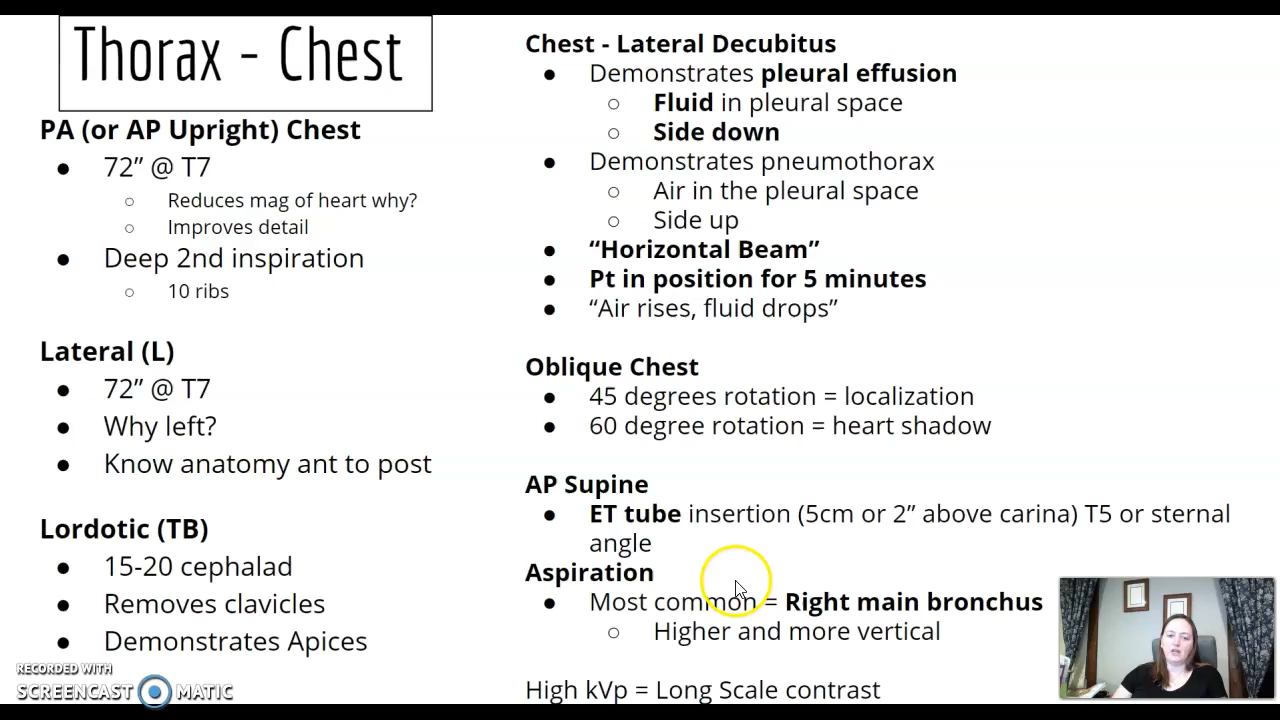 Thorax - Chest
PA (or AP Upright) Chest
● 72” @ T7
○ Reduces mag of heart why?
○ Improves detail
● Deep 2nd inspiration
○ 10 ribs
Lateral (L)
● 72” @ T7
● Why left?
● Know anatomy ant to post
Lordotic (TB)
● 15-20 cephalad
● Removes clavicles
● Demonstrates Apices
Chest - Lateral Decubitus
● Demonstrates pleural effusion
○ Fluid in pleural space
○ Side down
● Demonstrates pneumothorax
○ Air in the pleural space
○ Side up
● “Horizontal Beam”
● Pt in position for 5 minutes
● “Air rises, fluid drops”
Oblique Chest
● 45 degrees rotation = localization
● 60 degree rotation = heart shadow
AP Supine
● ET tube insertion (5cm or 2” above carina) T5 or sternal
angle
Aspiration
● Most common = Right main bronchus
○ Higher and more vertical
High kVp = Long Scale contrast
RECORDED WITH
SCREENCAST MATIC